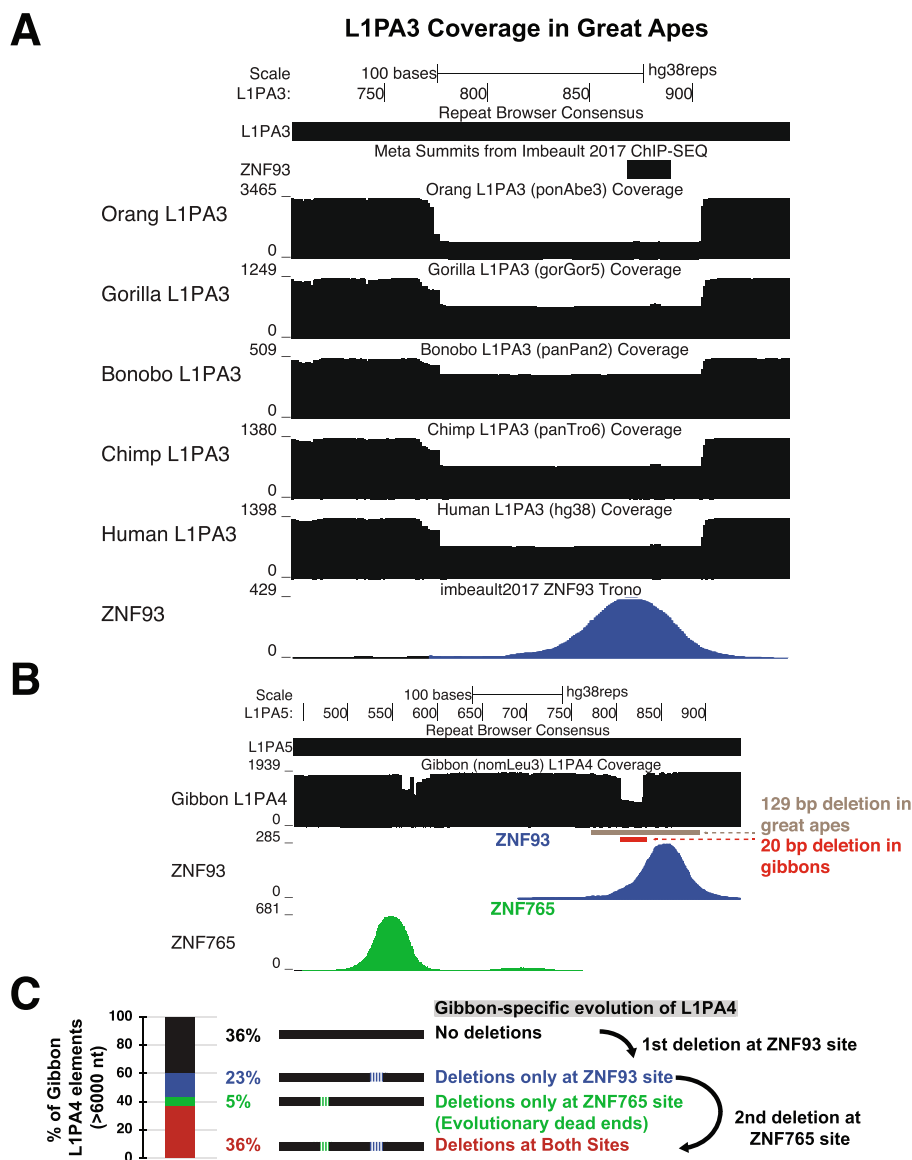 A
L1PA3 Coverage in Great Apes
Scale 100 bases hg38reps
L1PA3: 750 800 850 900
Repeat Browser Consensus
L1PA3
Meta Summits from Imbeault 2017 ChIP-SEQ
ZNF93
3465 Orang L1PA3 (ponAbe3) Coverage
Orang L1PA3
0
1249 Gorilla L1PA3 (gorGor5) Coverage
Gorilla L1PA3
0
509 Bonobo L1PA3 (panPan2) Coverage
Bonobo L1PA3
0
1380 Chimp L1PA3 (panTro6) Coverage
Chimp L1PA3
0
1398 Human L1PA3 (hg38) Coverage
Human L1PA3
0
429 imbeault2017 ZNF93 Trono
ZNF93
0
B
Scale 100 bases hg38reps
L1PA5: 500 550 600 650 700 750 800 850 900
Repeat Browser Consensus
L1PA5
1939 Gibbon (nomLeu3) L1PA4 Coverage
Gibbon L1PA4
0
129 bp deletion in
great apes
20 bp deletion in
gibbons
285 ZNF93
ZNF93
0
681 ZNF765
ZNF765
0
C
Gibbon-specific evolution of L1PA4
% of Gibbon
L1PA4 elements
(>6000 nt)
100
80
60
40
20
0
36% No deletions
1st deletion at ZNF93 site
23% Deletions only at ZNF93 site
5% Deletions only at ZNF765 site
(Evolutionary dead ends)
2nd deletion at
ZNF765 site
36% Deletions at Both Sites